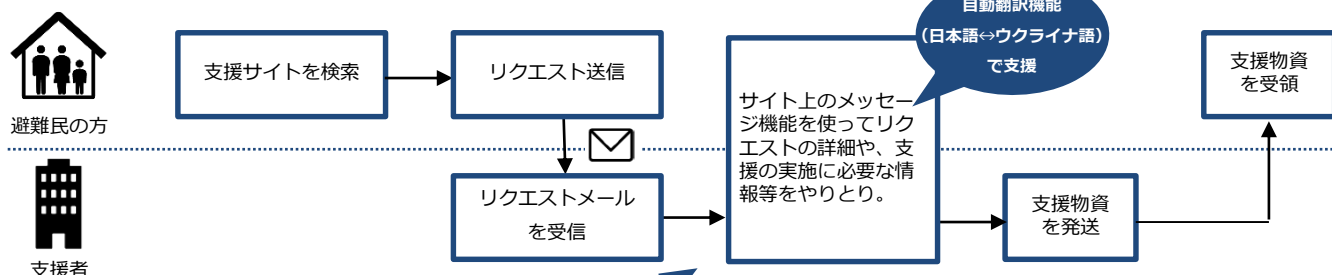 自動翻訳機能
（日本語↔ウクライナ語）
で支援
支援サイトを検索
リクエスト送信
支援物資
を受領
避難民の方
サイト上のメッセー
ジ機能を使ってリク
エストの詳細や、支
援の実施に必要な情
報等をやりとり。
リクエストメール
を受信
支援物資
を発送
支援者